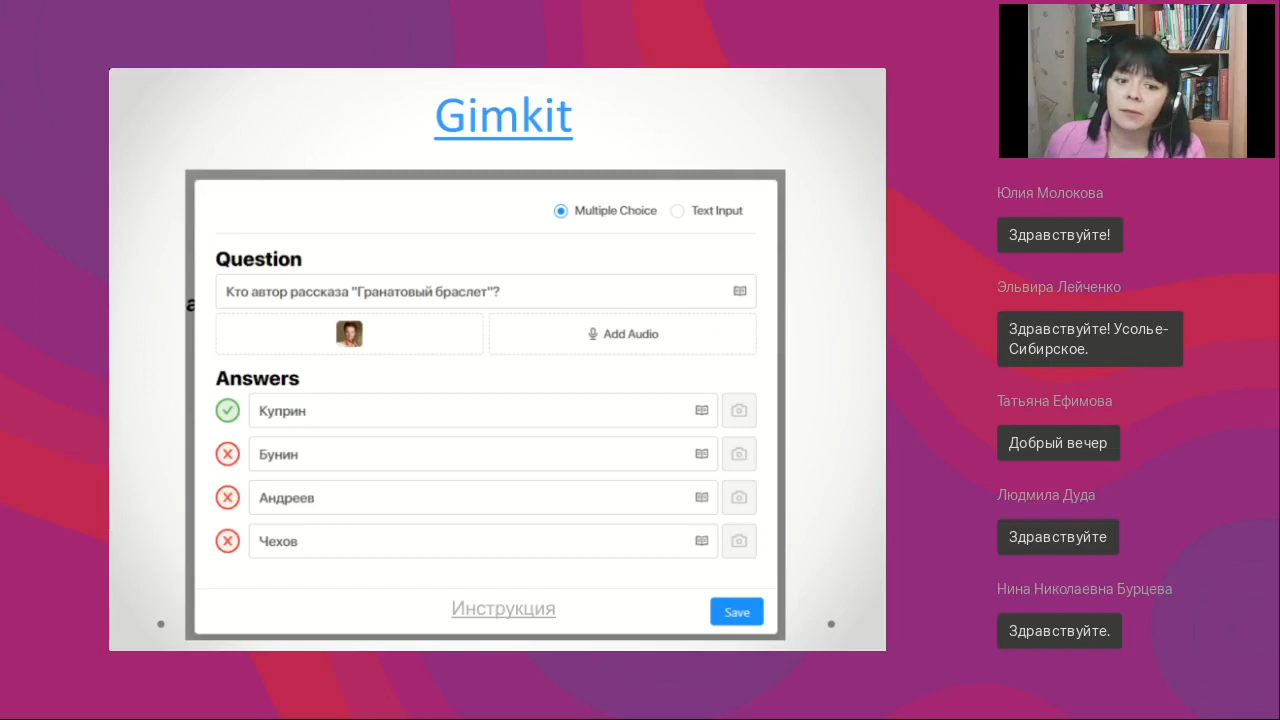 Gimkit
Multiple Choice
Text Input
Question
Кто автор рассказа "Гранатовый браслет"?
Add Audio
Answers
Куприн
Бунин
Андреев
Чехов
Инструкция
Save
Юлия Молокова
Здравствуйте!
Эльвира Лейченко
Здравствуйте! Усолье-
Сибирское.
Татьяна Ефимова
Добрый вечер
Людмила Дуда
Здравствуйте
Нина Николаевна Бурцева
Здравствуйте.